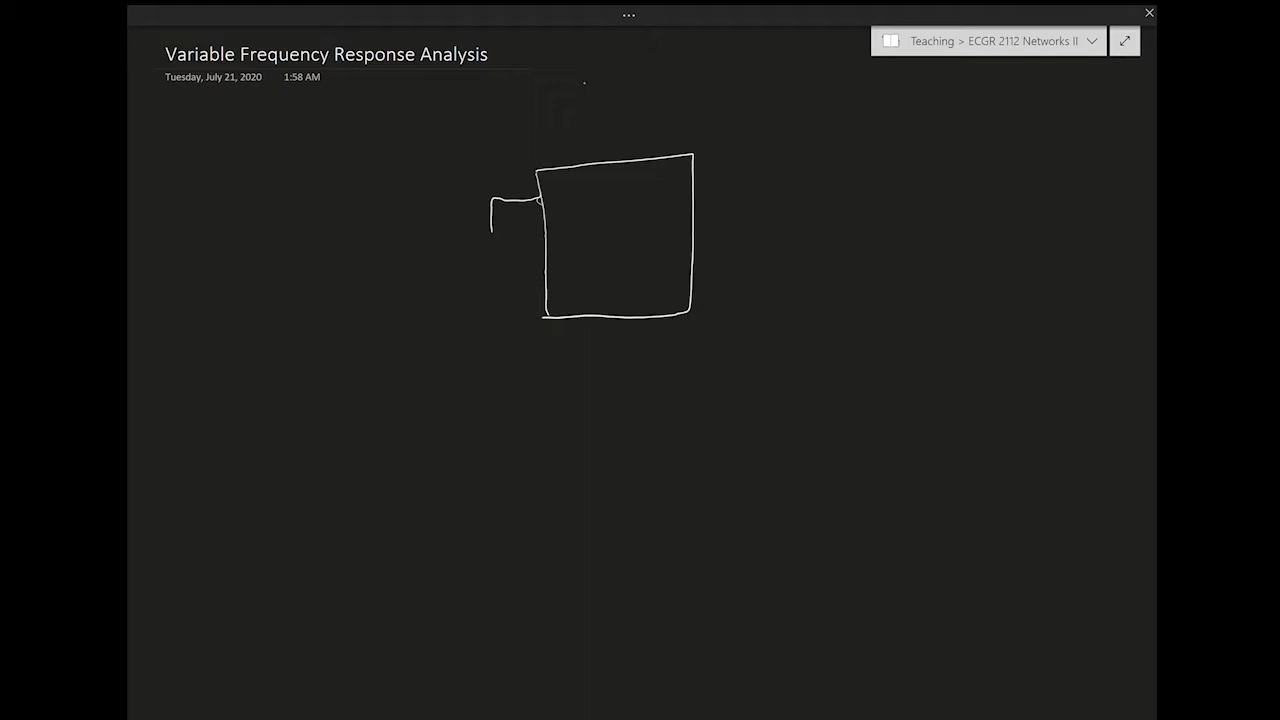 Teaching > ECGR 2112 Networks II
Variable Frequency Response Analysis
Tuesday, July 21, 2020 1:58 AM